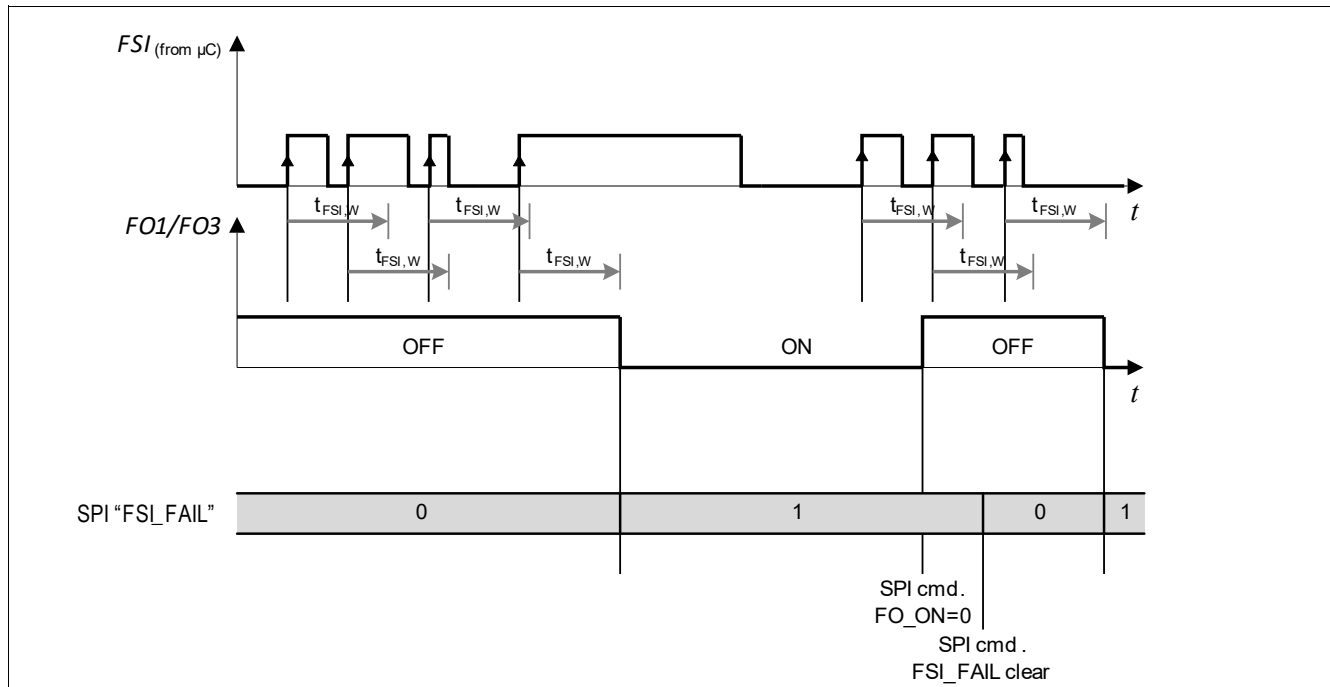 FSI (from µC)
tFSI,W tFSI,W tFSI,W tFSI,W t
FO1/FO3
tFSI,W tFSI,W tFSI,W
OFF ON OFF
t
SPI “FSI_FAIL” 0 1 0 1
SPI cmd.
FO_ON=0
SPI cmd .
FSI_FAIL clear